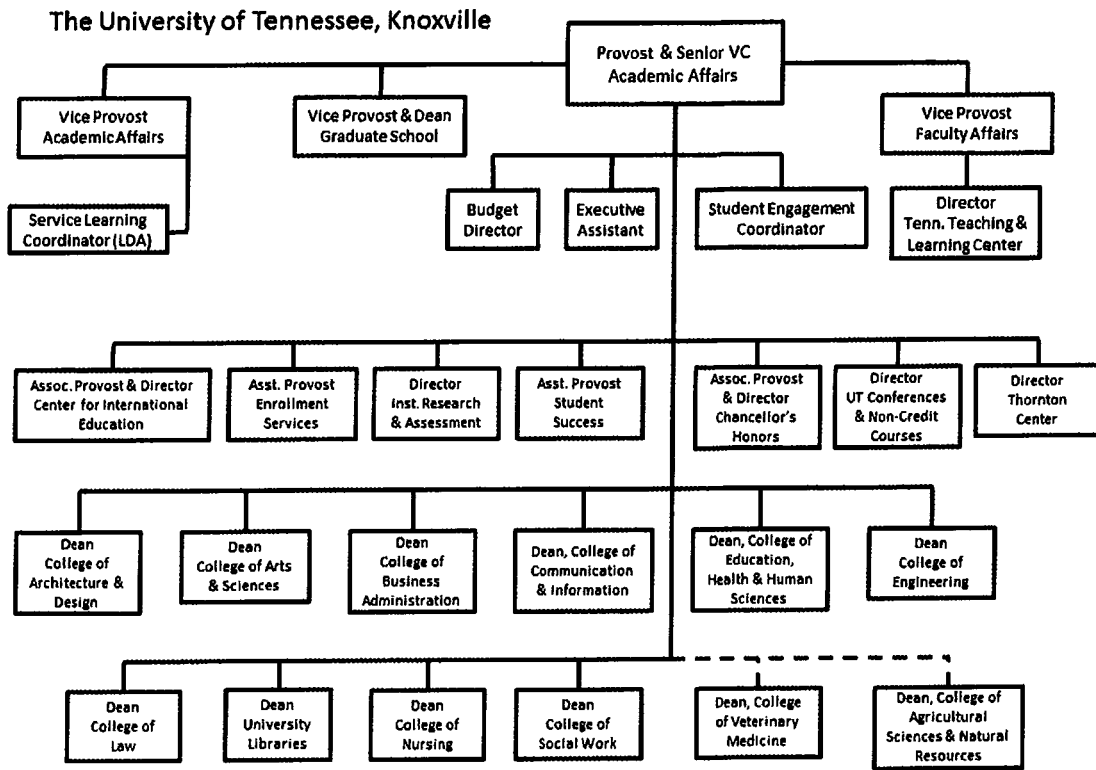 The University of Tennessee, Knoxville
Provost & Senior VC
Academic Affairs
Vice Provost
Academic Affairs
Vice Provost & Dean
Graduate School
Vice Provost
Faculty Affairs
Service Learning
Coordinator (LDA)
Budget
Director
Executive
Assistant
Student Engagement
Coordinator
Director
Tenn. Teaching &
Learning Center
Assoc. Provost & Director
Center for International
Education
Asst. Provost
Enrollment
Services
Director
Inst. Research
& Assessment
Asst. Provost
Student
Success
Assoc. Provost
& Director
Chancellor's
Honors
Director
UT Conferences
& Non-Credit
Courses
Director
Thornton
Center
Dean
College of
Architecture &
Design
Dean
College of Arts
& Sciences
Dean
College of
Business
Administration
Dean, College of
Communication
& Information
Dean, College of
Education,
Health & Human
Sciences
Dean
College of
Engineering
Dean
College of
Law
Dean
University
Libraries
Dean
College of
Nursing
Dean
College of
Social Work
Dean, College
of Veterinary
Medicine
Dean, College of
Agricultural
Sciences & Natural
Resources